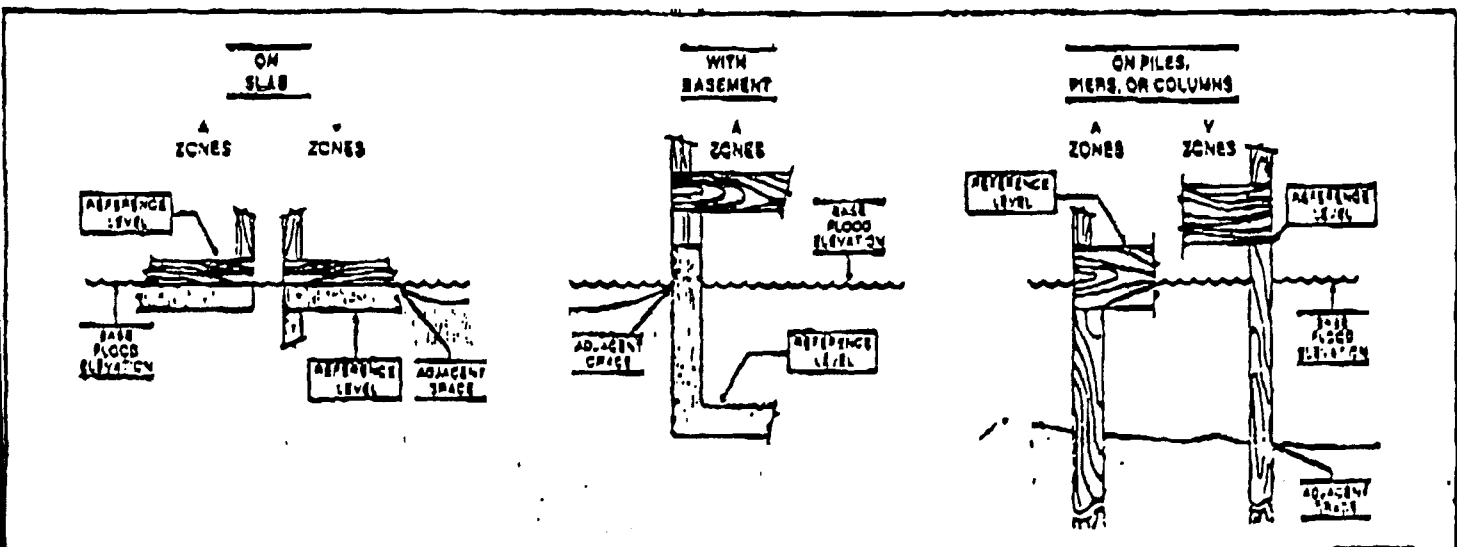 ON
SLAB
A
ZONES
V
ZONES
REFERENCE
LEVEL
BASE
FLOOD
ELEVATION
REFERENCE
LEVEL
ADJACENT
GRADE
WITH
BASEMENT
A
ZONES
BASE
FLOOD
ELEVATION
ADJACENT
GRADE
REFERENCE
LEVEL
ON PILES,
PIERS, OR COLUMNS
A
ZONES
V
ZONES
REFERENCE
LEVEL
REFERENCE
LEVEL
BASE
FLOOD
ELEVATION
ADJACENT
GRADE